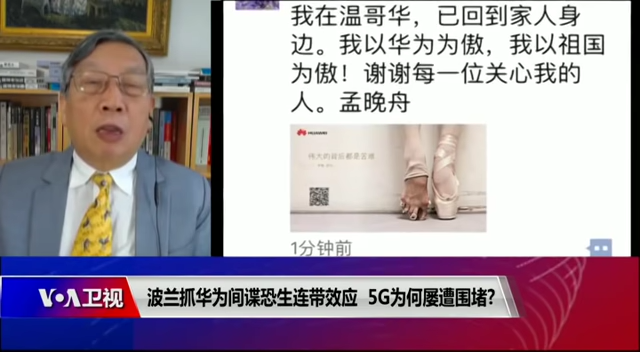 我在温哥华，已回到家人身
边。我以华为为傲，我以祖国
为傲！谢谢每一位关心我的
人。孟晚舟
HUAWEI
伟大的背后都是苦难
1分钟前
VOA卫视
波兰抓华为间谍恐生连带效应 5G为何屡遭围堵？